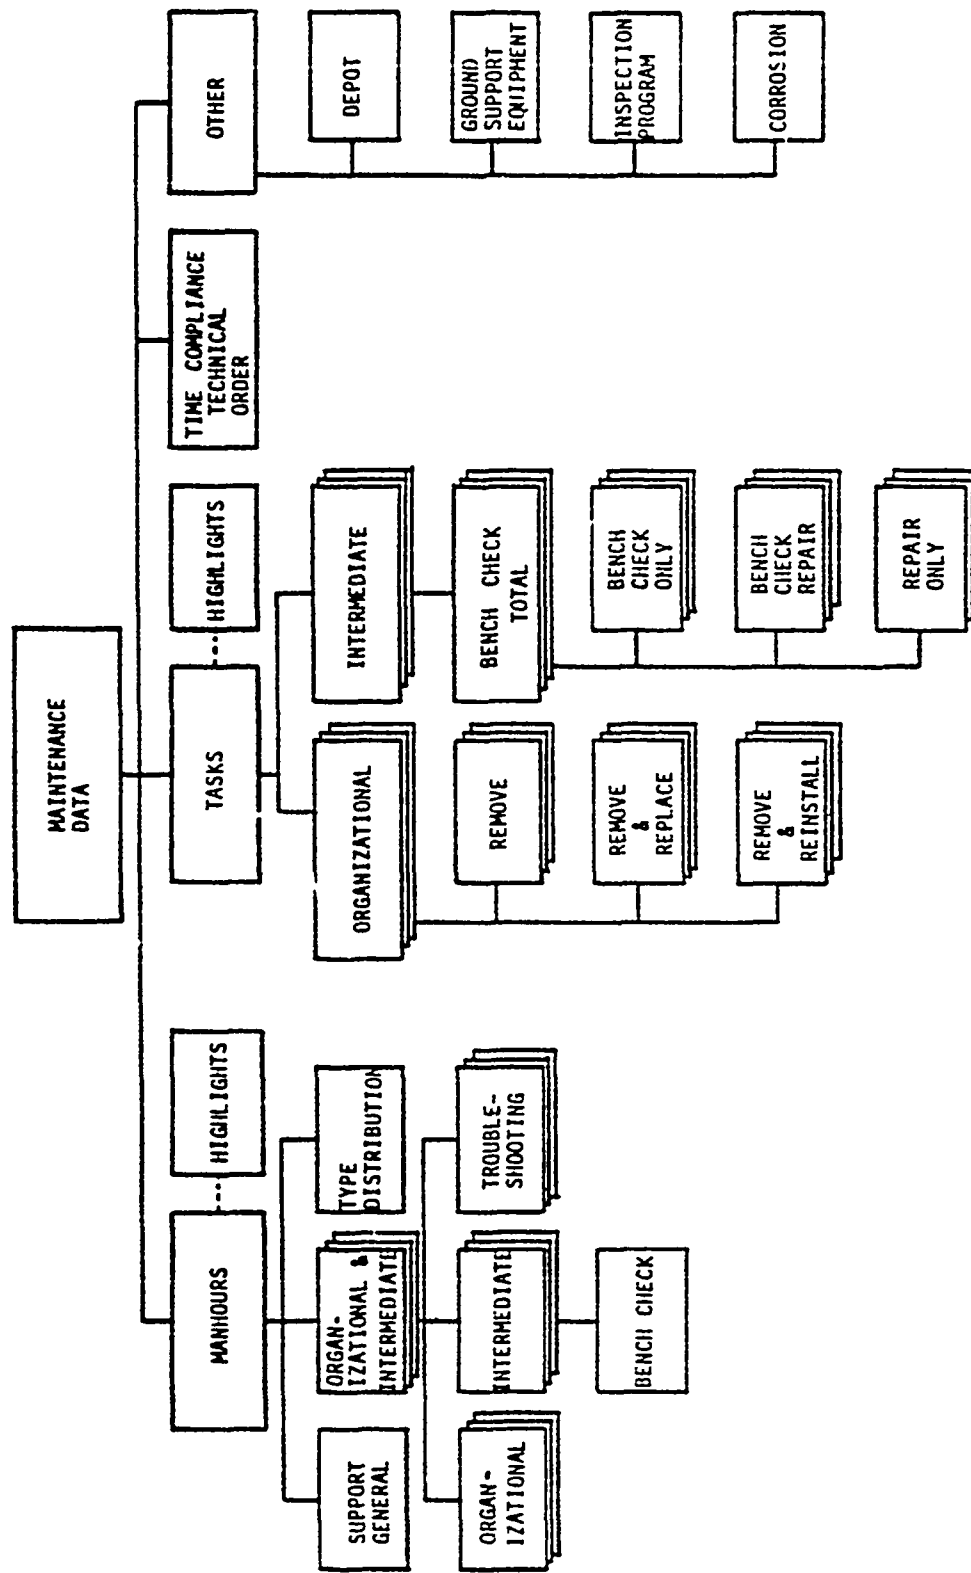 MAINTENANCE
DATA
MANHOURS
HIGHLIGHTS
TASKS
HIGHLIGHTS
TIME COMPLIANCE
TECHNICAL
ORDER
OTHER
SUPPORT
GENERAL
ORGAN-
IZATIONAL &
INTERMEDIATE
TYPE
DISTRIBUTION
ORGANIZATIONAL
INTERMEDIATE
DEPOT
ORGAN-
IZATIONAL
INTERMEDIATE
TROUBLE-
SHOOTING
REMOVE
BENCH CHECK
TOTAL
GROUND
SUPPORT
EQUIPMENT
BENCH CHECK
REMOVE
&
REPLACE
BENCH
CHECK
ONLY
INSPECTION
PROGRAM
REMOVE
&
REINSTALL
BENCH
CHECK
REPAIR
CORROSION
REPAIR
ONLY